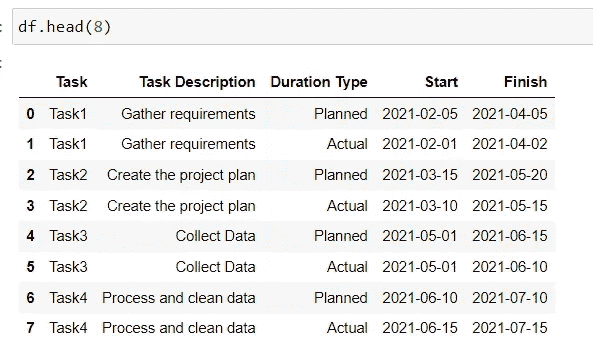 df.head(8)
Task Task Description Duration Type Start Finish
0 Task1 Gather requirements Planned 2021-02-05 2021-04-05
1 Task1 Gather requirements Actual 2021-02-01 2021-04-02
2 Task2 Create the project plan Planned 2021-03-15 2021-05-20
3 Task2 Create the project plan Actual 2021-03-10 2021-05-15
4 Task3 Collect Data Planned 2021-05-01 2021-06-15
5 Task3 Collect Data Actual 2021-05-01 2021-06-10
6 Task4 Process and clean data Planned 2021-06-10 2021-07-10
7 Task4 Process and clean data Actual 2021-06-15 2021-07-15